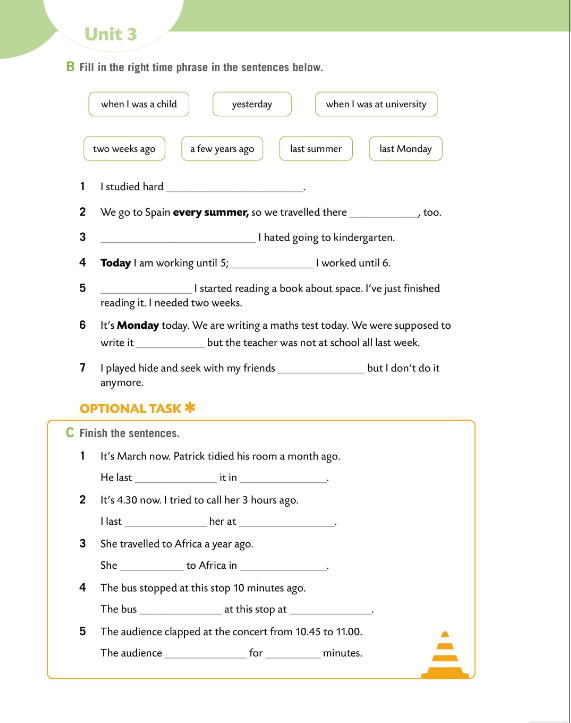 Unit 3
B Fill in the right time phrase in the sentences below.
when I was a child yesterday when I was at university
two weeks ago a few years ago last summer last Monday
1 I studied hard ____________________.
2 We go to Spain every summer, so we travelled there ____________, too.
3 ____________________ I hated going to kindergarten.
4 Today I am working until 5; ____________ I worked until 6.
5 ____________ I started reading a book about space. I've just finished
reading it. I needed two weeks.
6 It's Monday today. We are writing a maths test today. We were supposed to
write it ____________ but the teacher was not at school all last week.
7 I played hide and seek with my friends ____________ but I don't do it
anymore.
OPTIONAL TASK *
C Finish the sentences.
1 It's March now. Patrick tidied his room a month ago.
He last ____________ it in ____________.
2 It's 4.30 now. I tried to call her 3 hours ago.
I last ____________ her at ____________.
3 She travelled to Africa a year ago.
She ____________ to Africa in ____________.
4 The bus stopped at this stop 10 minutes ago.
The bus ____________ at this stop at ____________.
5 The audience clapped at the concert from 10.45 to 11.00.
The audience ____________ for ____________ minutes.